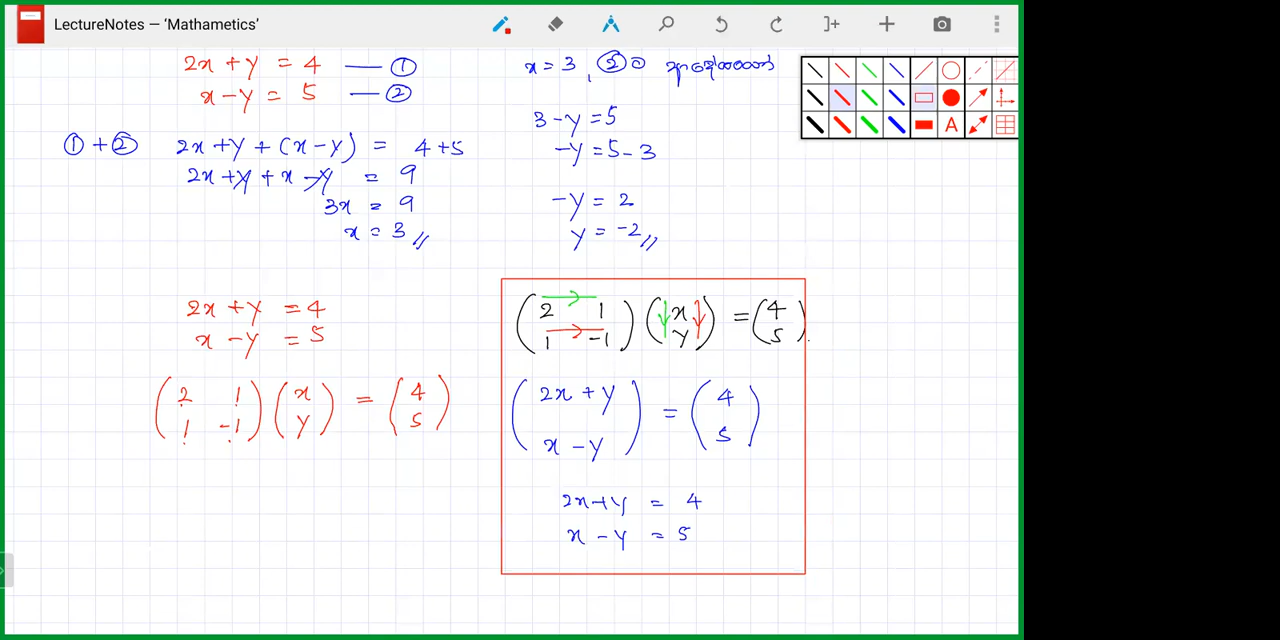 LectureNotes — ‘Mathametics’
2x + y = 4 —— ①
x – y = 5 —— ②
① + ② 2x + y + (x – y) = 4 + 5
2x + y + x – y = 9
3x = 9
x = 3 //
x = 3, ②
3 – y = 5
-y = 5 – 3
-y = 2
y = -2 //
2x + y = 4
x – y = 5
( 2 1 ) ( x ) = ( 4 )
( 1 -1 ) ( y ) ( 5 )
( 2 1 ) ( x ) = ( 4 )
( 1 -1 ) ( y ) ( 5 )
( 2x + y ) = ( 4 )
( x – y ) ( 5 )
2x + y = 4
x – y = 5
A